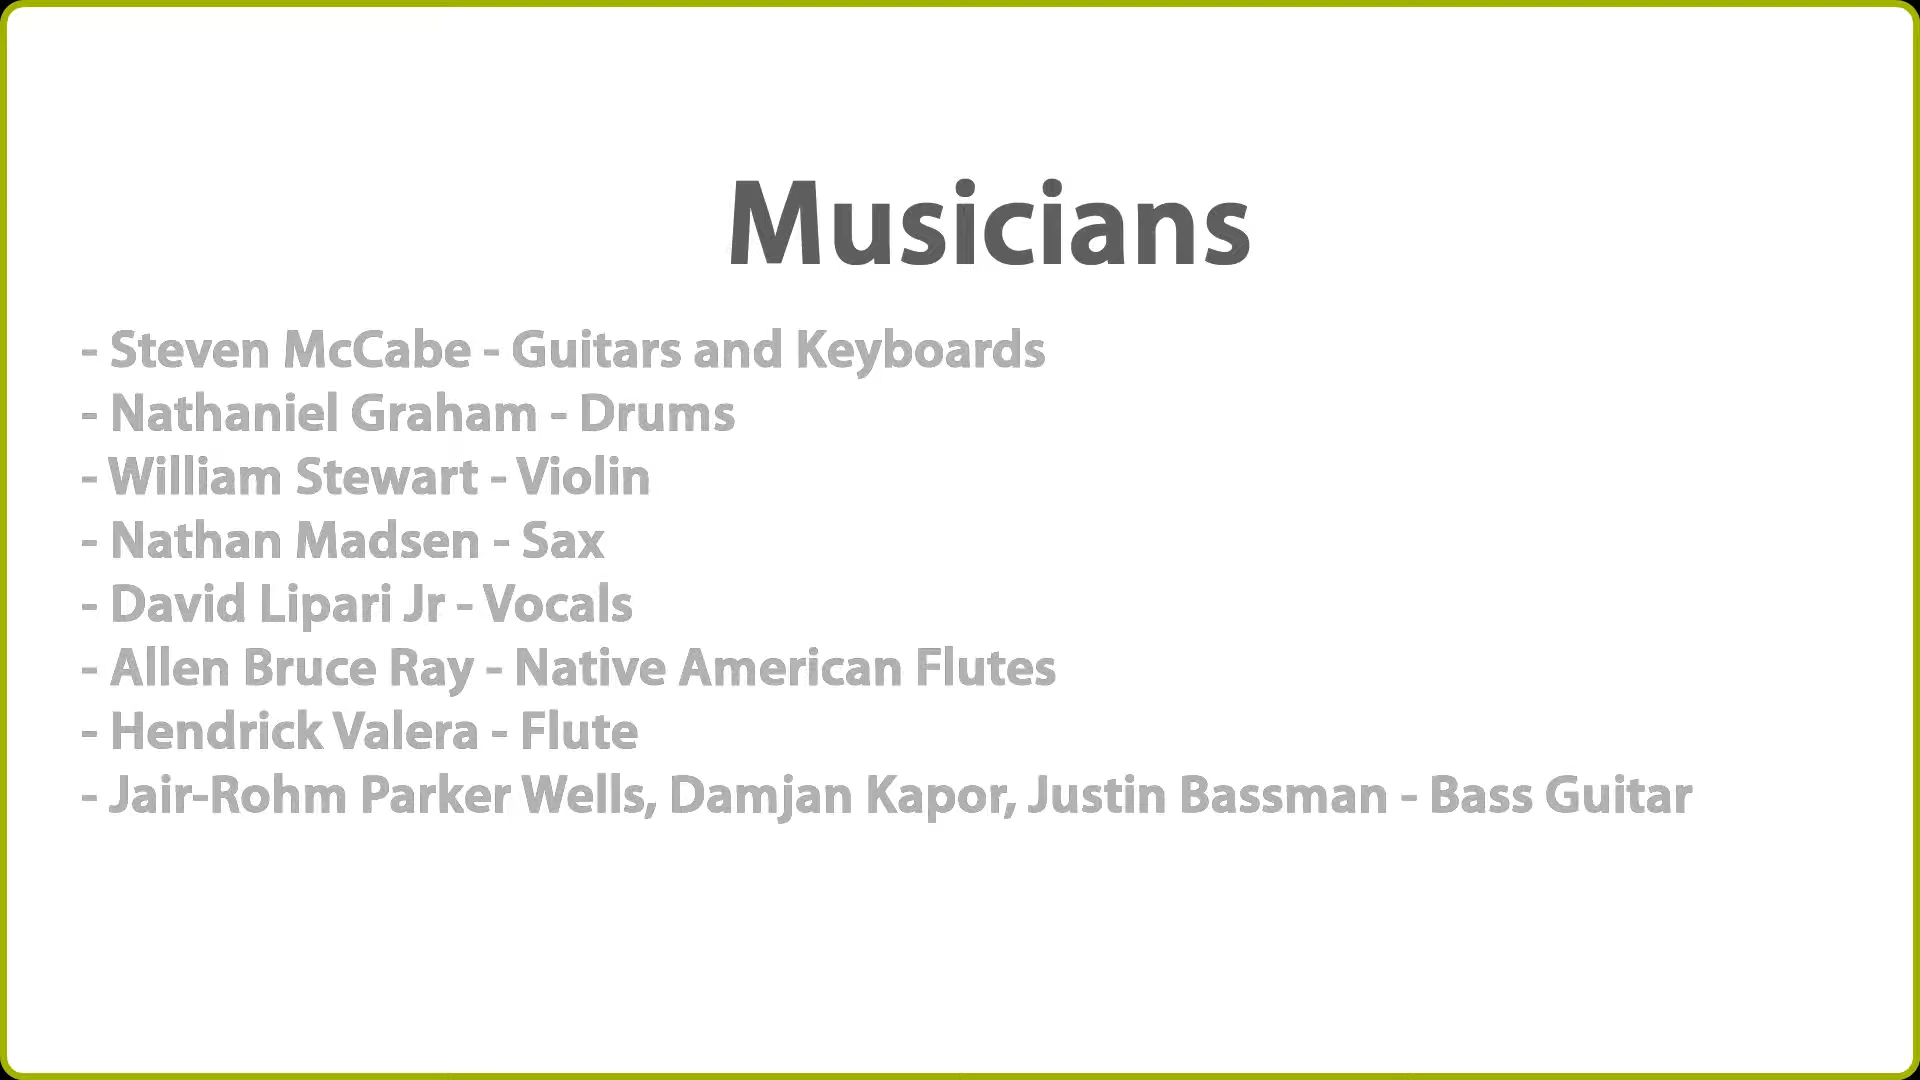 Musicians
- Steven McCabe - Guitars and Keyboards
- Nathaniel Graham - Drums
- William Stewart - Violin
- Nathan Madsen - Sax
- David Lipari Jr - Vocals
- Allen Bruce Ray - Native American Flutes
- Hendrick Valera - Flute
- Jair-Rohm Parker Wells, Damjan Kapor, Justin Bassman - Bass Guitar